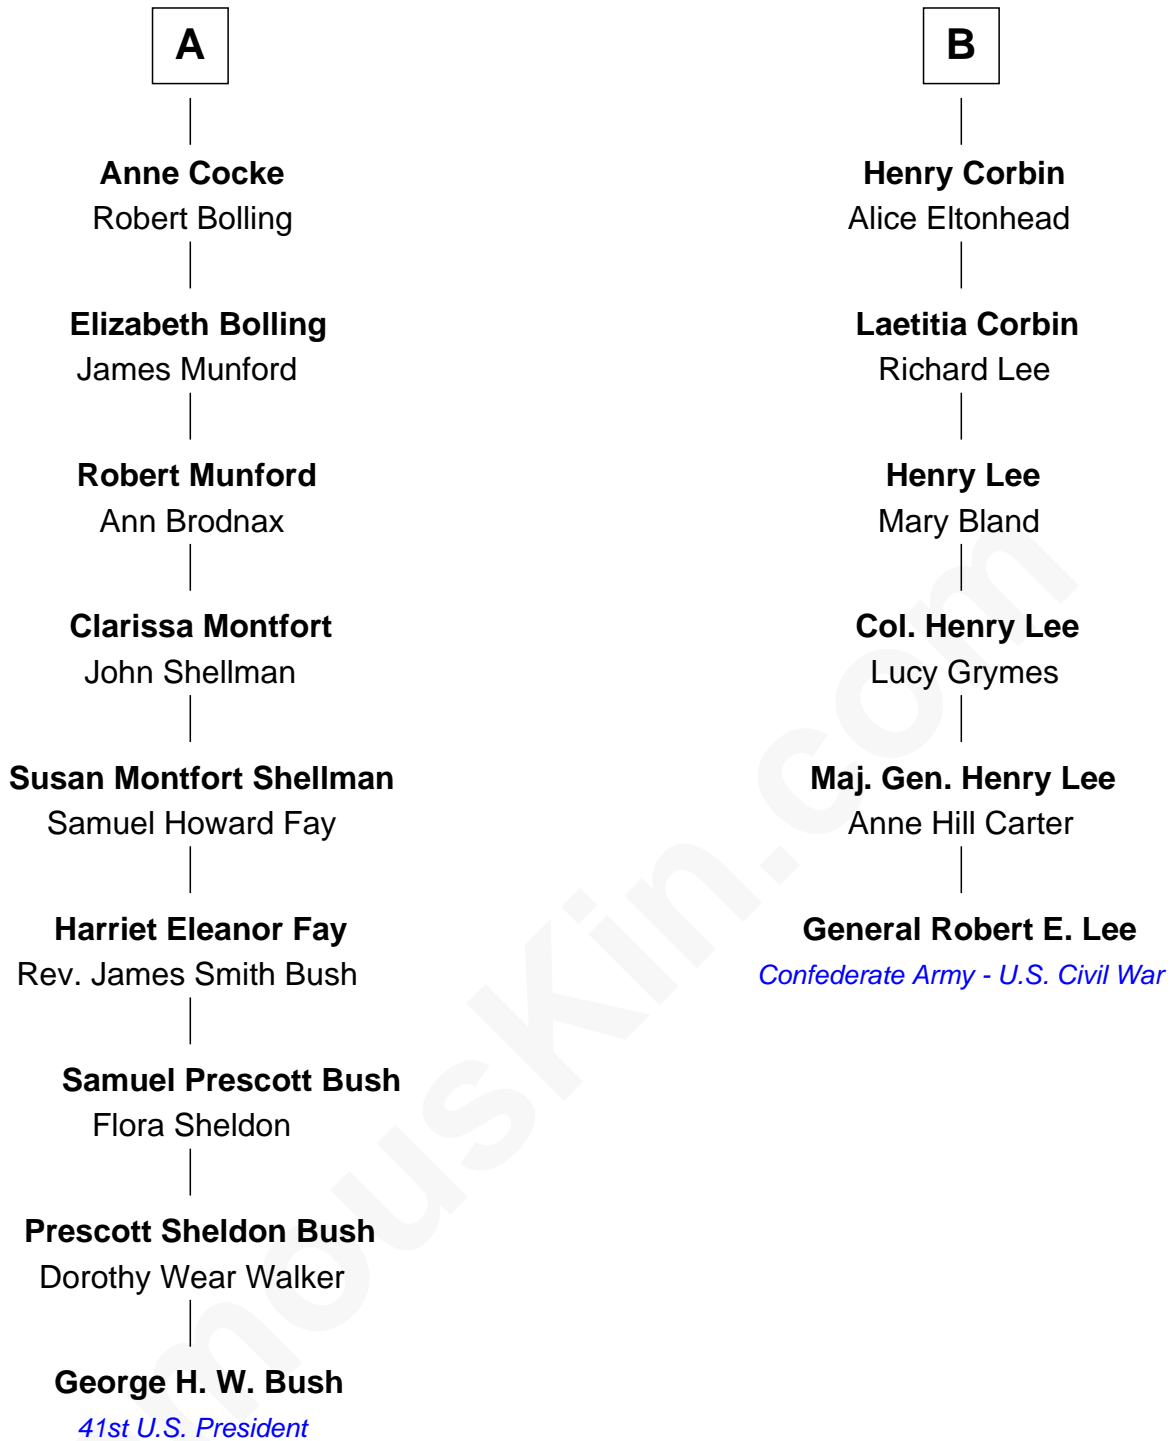 A
Anne Cocke
Robert Bolling
Elizabeth Bolling
James Munford
Robert Munford
Ann Brodnax
Clarissa Montfort
John Shellman
Susan Montfort Shellman
Samuel Howard Fay
Harriet Eleanor Fay
Rev. James Smith Bush
Samuel Prescott Bush
Flora Sheldon
Prescott Sheldon Bush
Dorothy Wear Walker
George H. W. Bush
41st U.S. President
B
Henry Corbin
Alice Eltonhead
Laetitia Corbin
Richard Lee
Henry Lee
Mary Bland
Col. Henry Lee
Lucy Grymes
Maj. Gen. Henry Lee
Anne Hill Carter
General Robert E. Lee
Confederate Army - U.S. Civil War
mousKin.com